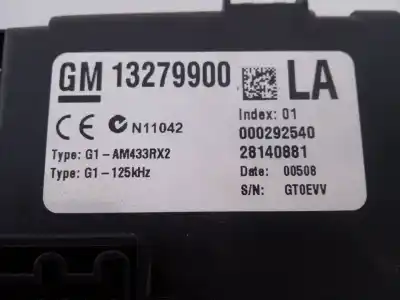 GM 13279900 LA
Index: 01
CE N11042 000292540
Type: G1-AM433RX2 28140881
Type: G1-125kHz Date: 00508
S/N: GT0EVV